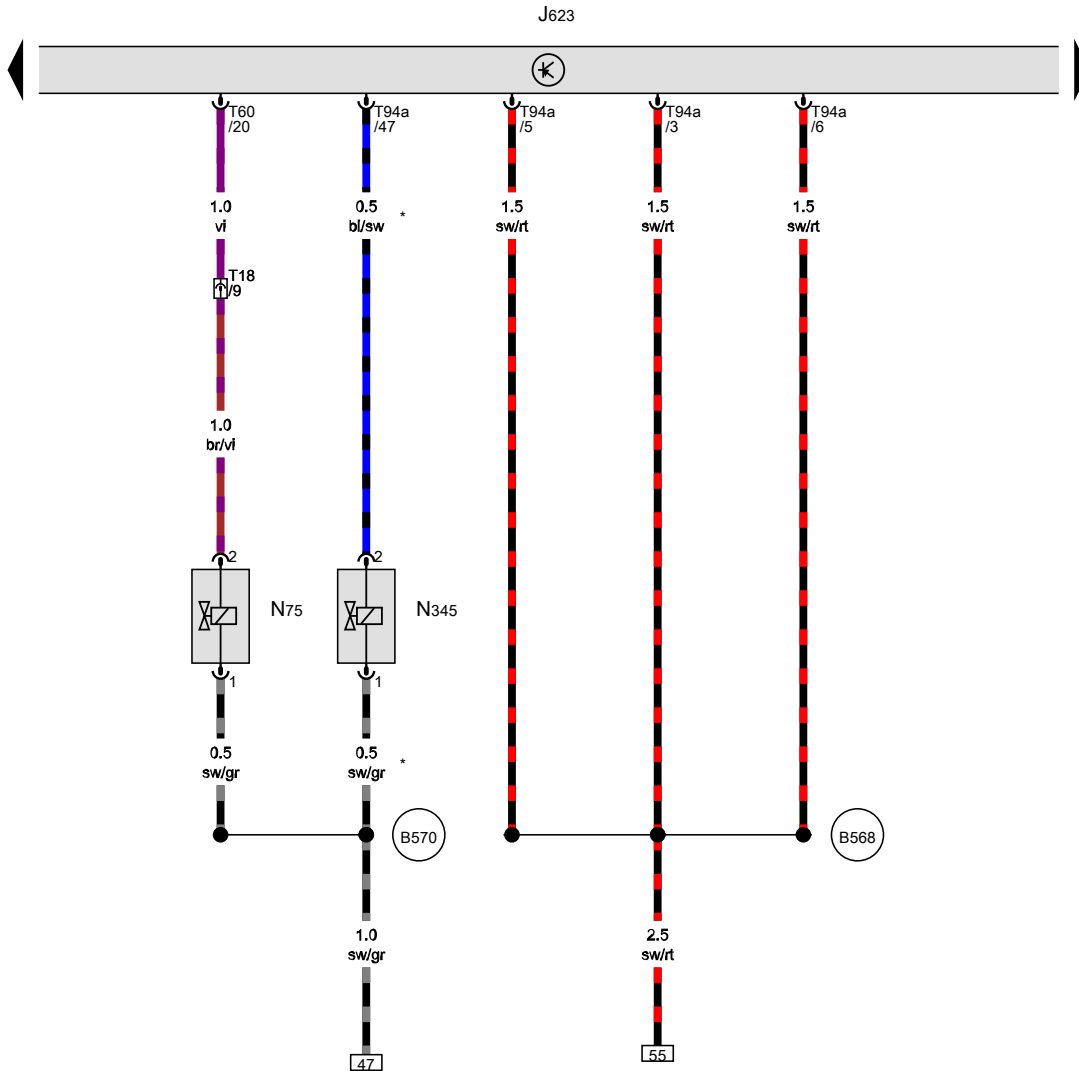 J623
T60
/20
T94a
/47
T94a
/5
T94a
/3
T94a
/6
1.0
vi
0.5
bl/sw
*
1.5
sw/rt
1.5
sw/rt
1.5
sw/rt
T18
/9
1.0
br/vi
2
2
N75
N345
1
1
0.5
sw/gr
0.5
sw/gr
*
B570
B568
1.0
sw/gr
2.5
sw/rt
47
55